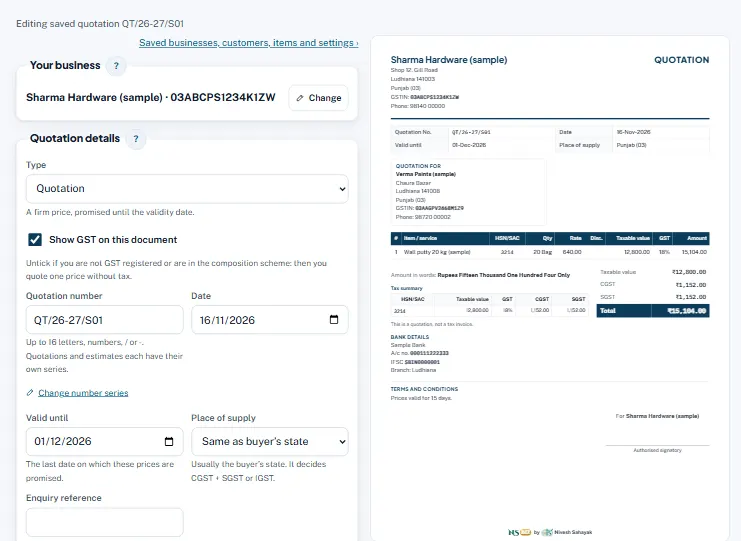 Editing saved quotation QT/26-27/S01
Saved businesses, customers, items and settings ›
Your business ?
Sharma Hardware (sample) · 03ABCPS1234K1ZW
Change
Quotation details ?
Type
Quotation
A firm price, promised until the validity date.
Show GST on this document
Untick if you are not GST registered or are in the composition scheme: then you
quote one price without tax.
Quotation number
QT/26-27/S01
Up to 16 letters, numbers, / or -.
Quotations and estimates each have their
own series.
Date
16/11/2026
Change number series
Valid until
01/12/2026
The last date on which these prices are
promised.
Place of supply
Same as buyer's state
Usually the buyer's state. It decides
CGST + SGST or IGST.
Enquiry reference
Sharma Hardware (sample)
QUOTATION
Shop 12, Gill Road
Ludhiana 141003
Punjab (03)
GSTIN: 03ABCPS1234K1ZW
Phone: 98140 00000
Quotation No. QT/26-27/S01 Date 16-Nov-2026
Valid until 01-Dec-2026 Place of supply Punjab (03)
QUOTATION FOR
Verma Paints (sample)
Chaura Bazar
Ludhiana 141008
Punjab (03)
GSTIN:
Phone: 98720 00002
# Item / service HSN/SAC Qty Rate Disc. Taxable value GST Amount
1 Wall putty 20 kg (sample) 3214 20 Bag 640.00 12,800.00 18% 15,104.00
Amount in words: Rupees Fifteen Thousand One Hundred Four Only
Taxable value ₹12,800.00
CGST ₹1,152.00
SGST ₹1,152.00
Total ₹15,104.00
Tax summary
HSN/SAC Taxable value GST CGST SGST
3214 12,800.00 18% 1,152.00 1,152.00
This is a quotation, not a tax invoice.
BANK DETAILS
Sample Bank
A/c no. 000111222333
IFSC SBIN0000001
Branch: Ludhiana
TERMS AND CONDITIONS
Prices valid for 15 days.
For Sharma Hardware (sample)
Authorised signatory
by Nivesh Sahayak